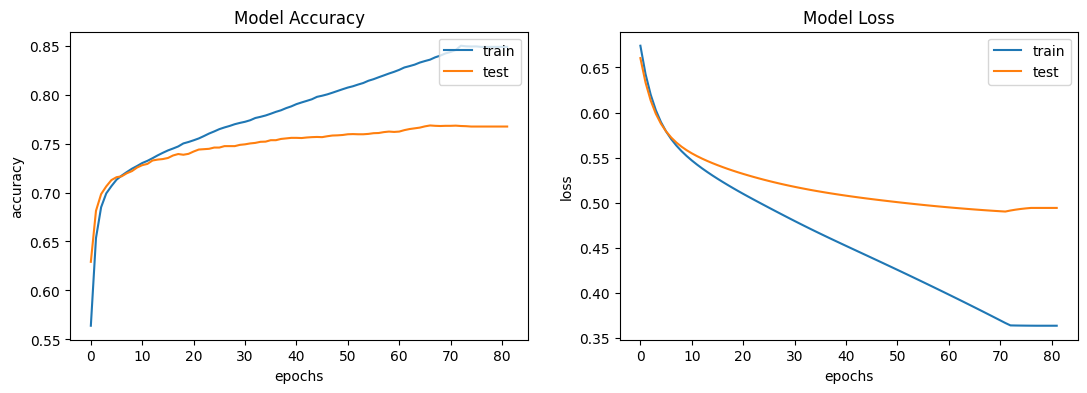 Model Accuracy
accuracy
0.85
0.80
0.75
0.70
0.65
0.60
0.55
0 10 20 30 40 50 60 70 80
epochs
train
test
Model Loss
loss
0.65
0.60
0.55
0.50
0.45
0.40
0.35
0 10 20 30 40 50 60 70 80
epochs
train
test